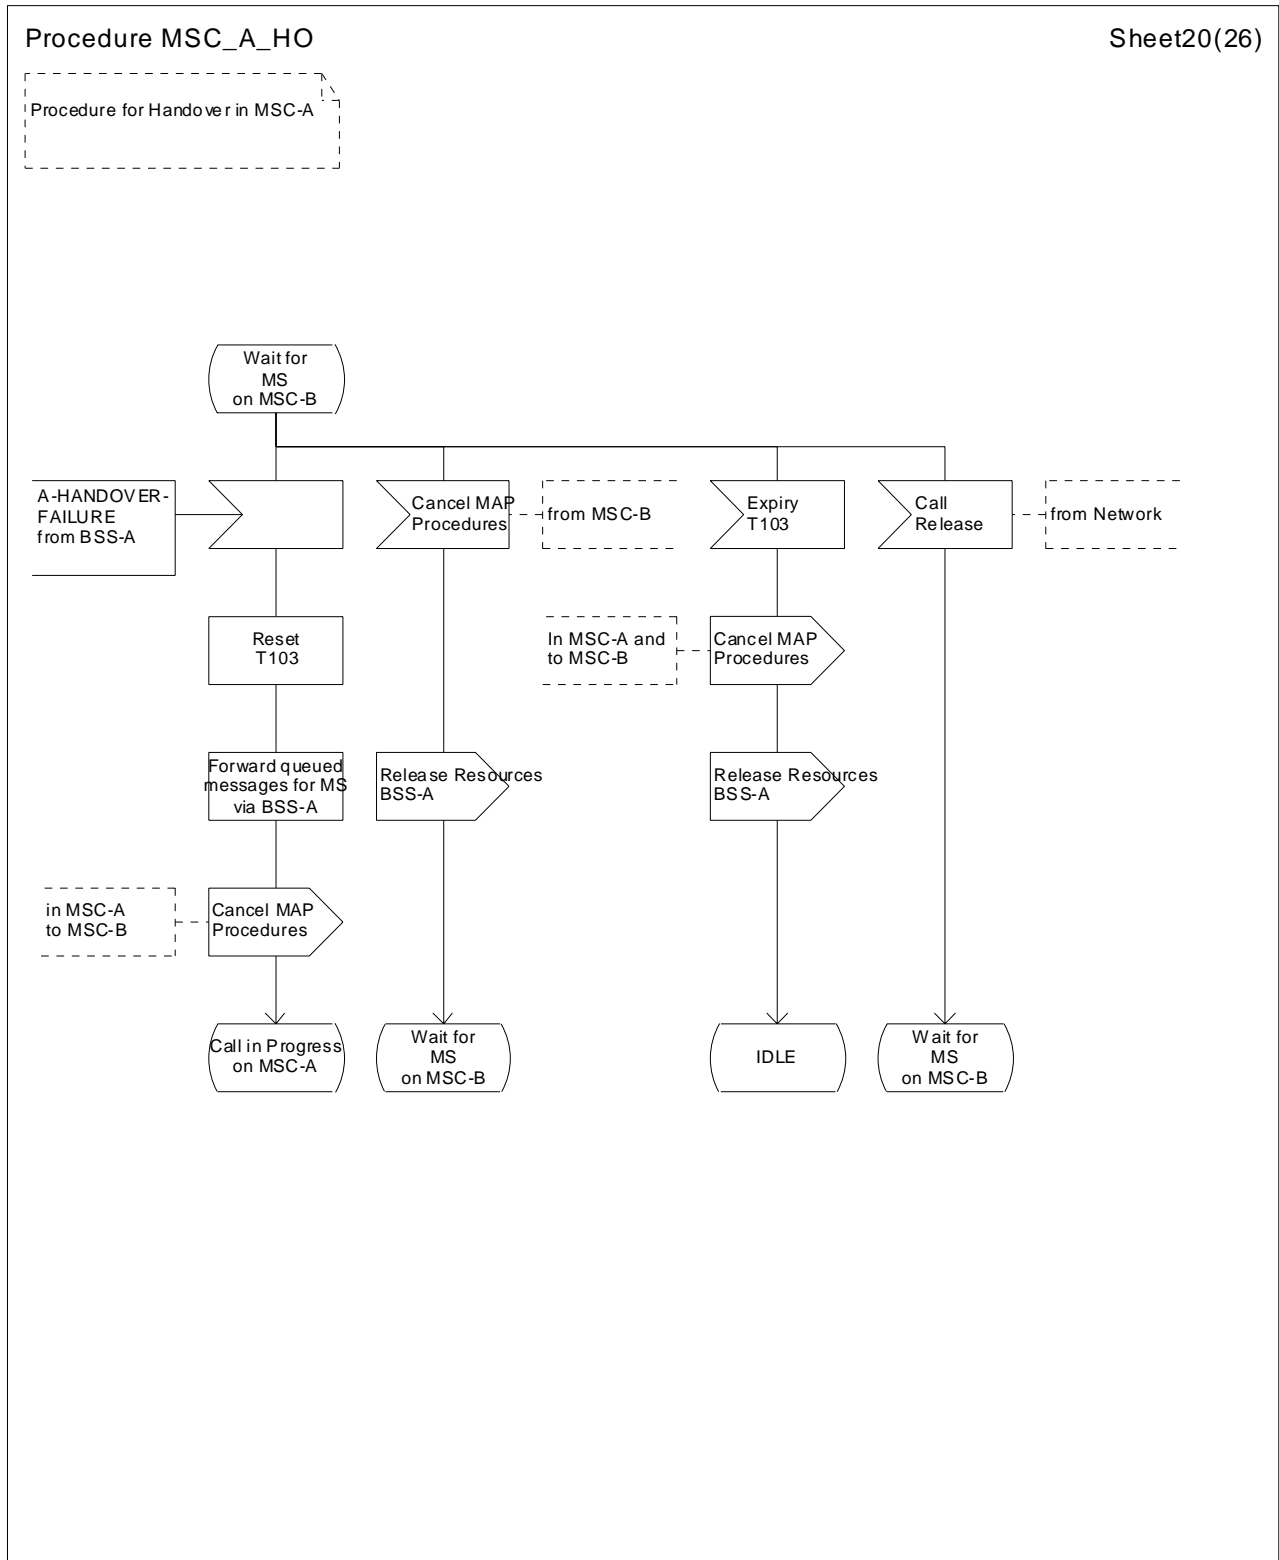 Procedure MSC_A_HO
Sheet20(26)
Procedure for Handover in MSC-A
Wait for
MS
on MSC-B
A-HANDOVER-
FAILURE
from BSS-A
Cancel MAP
Procedures
from MSC-B
Expiry
T103
Call
Release
from Network
Reset
T103
In MSC-A and
to MSC-B
Cancel MAP
Procedures
Forward queued
messages for MS
via BSS-A
Release Resources
BSS-A
Release Resources
BSS-A
in MSC-A
to MSC-B
Cancel MAP
Procedures
Call in Progress
on MSC-A
Wait for
MS
on MSC-B
IDLE
Wait for
MS
on MSC-B